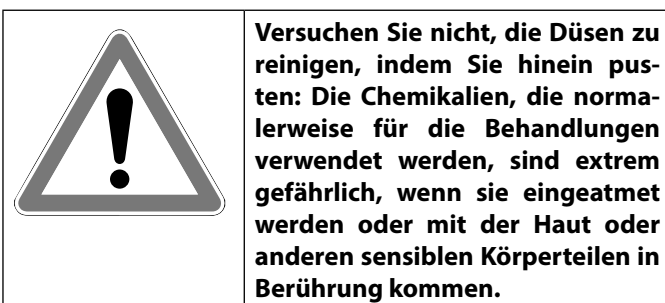 Versuchen Sie nicht, die Düsen zu
reinigen, indem Sie hinein pus-
ten: Die Chemikalien, die norma-
lerweise für die Behandlungen
verwendet werden, sind extrem
gefährlich, wenn sie eingeatmet
werden oder mit der Haut oder
anderen sensiblen Körperteilen in
Berührung kommen.